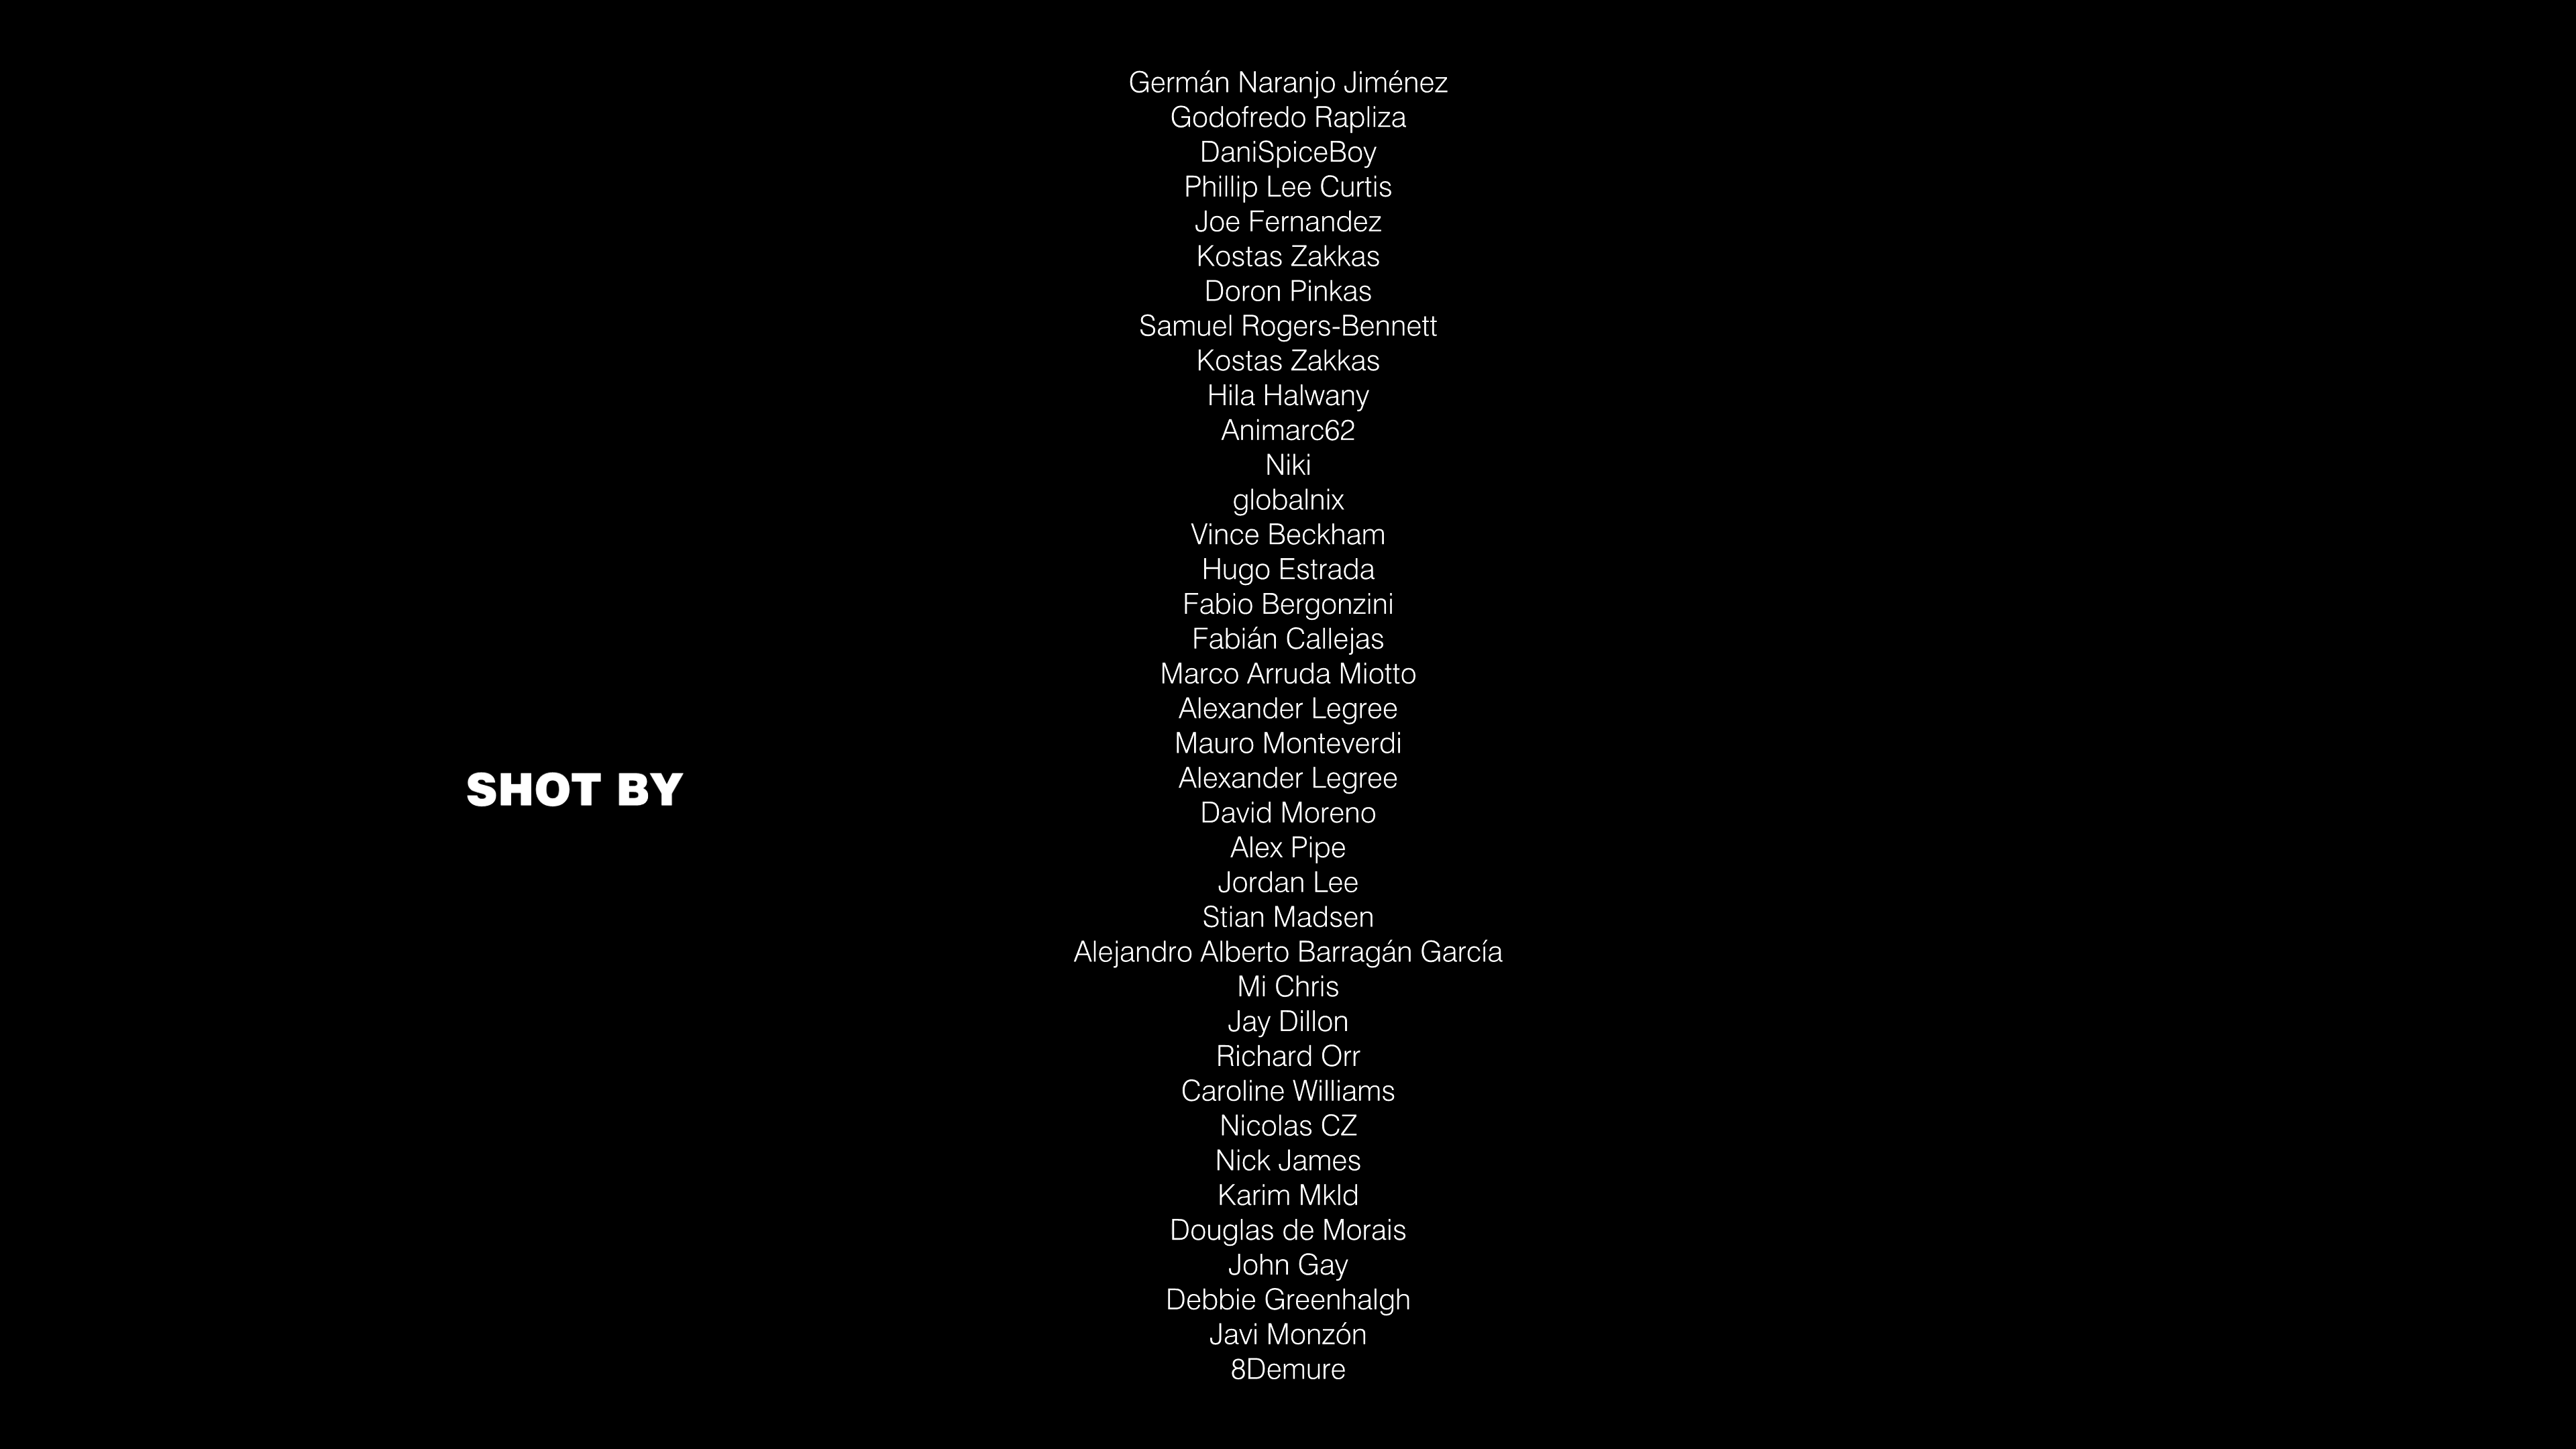 Germán Naranjo Jiménez
Godofredo Rapliza
DaniSpiceBoy
Phillip Lee Curtis
Joe Fernandez
Kostas Zakkas
Doron Pinkas
Samuel Rogers-Bennett
Kostas Zakkas
Hila Halwany
Animarc62
Niki
globalnix
Vince Beckham
Hugo Estrada
Fabio Bergonzini
Fabián Callejas
Marco Arruda Miotto
Alexander Legree
Mauro Monteverdi
Alexander Legree
SHOT BY
David Moreno
Alex Pipe
Jordan Lee
Stian Madsen
Alejandro Alberto Barragán García
Mi Chris
Jay Dillon
Richard Orr
Caroline Williams
Nicolas CZ
Nick James
Karim Mkld
Douglas de Morais
John Gay
Debbie Greenhalgh
Javi Monzón
8Demure